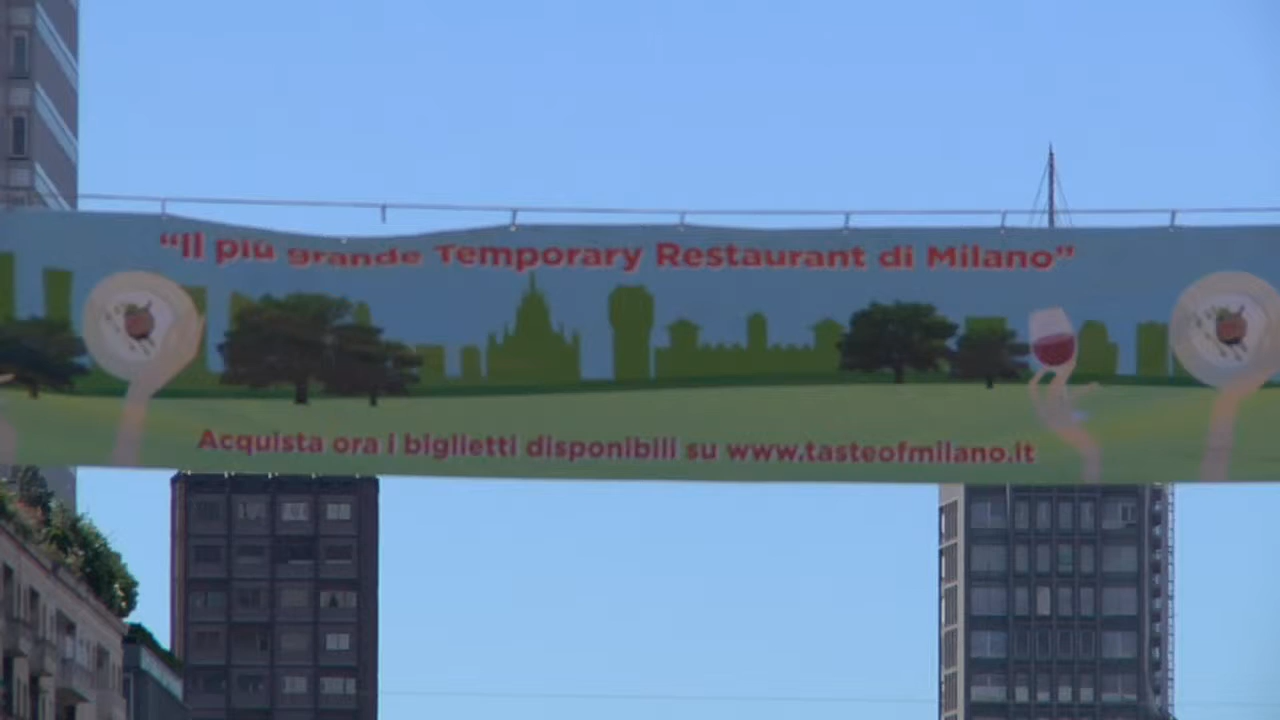 “Il più grande Temporary Restaurant di Milano”
Acquista ora i biglietti disponibili su www.tasteofmilano.it